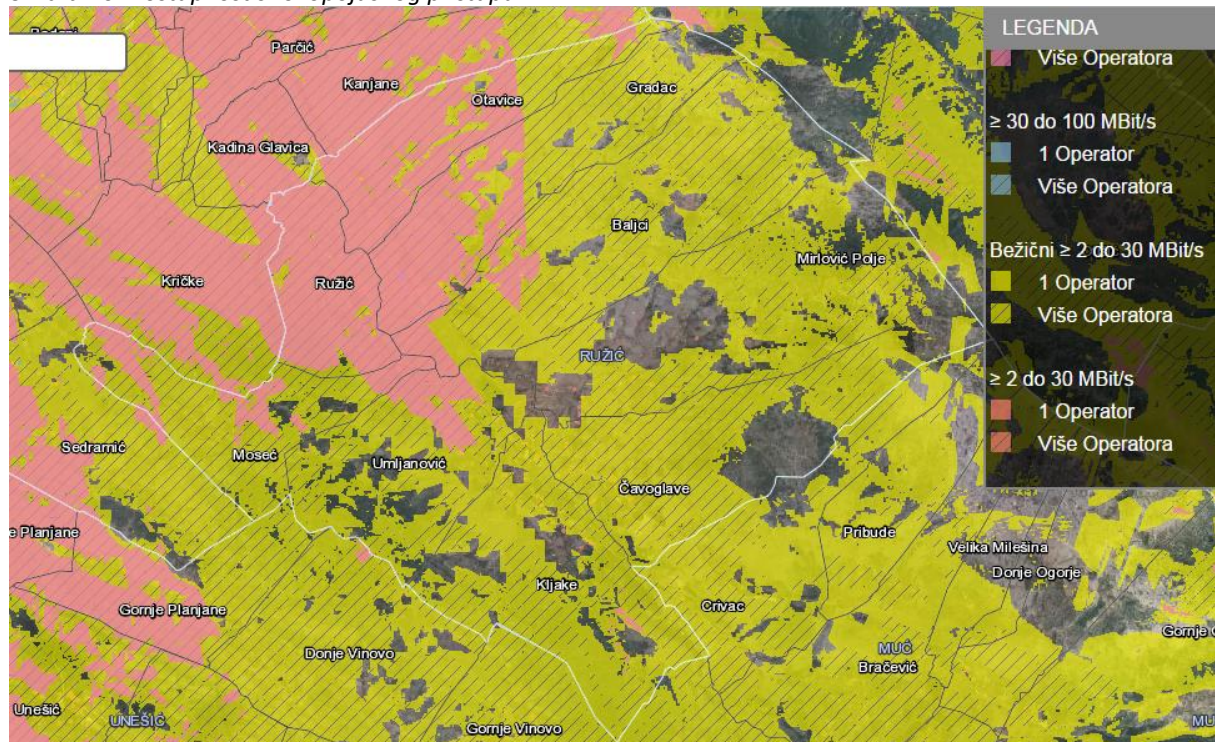 Parčić
Kanjane
Otavice
Gradac
Kadina Glavica
Baljci
Mirlović Polje
Kričke
Ružić
RUŽIĆ
Sedramić
Moseć
Umljanović
Čavoglave
e Planjane
Pribude
Velika Milešina
Donje Ogorje
Kljake
Gornje Planjane
Crivac
Gornje
Donje Vinovo
MUĆ
Bračević
Unešić
UNEŠIĆ
Gornje Vinovo
MU
LEGENDA
Više Operatora
≥ 30 do 100 MBit/s
1 Operator
Više Operatora
Bežični ≥ 2 do 30 MBit/s
1 Operator
Više Operatora
≥ 2 do 30 MBit/s
1 Operator
Više Operatora